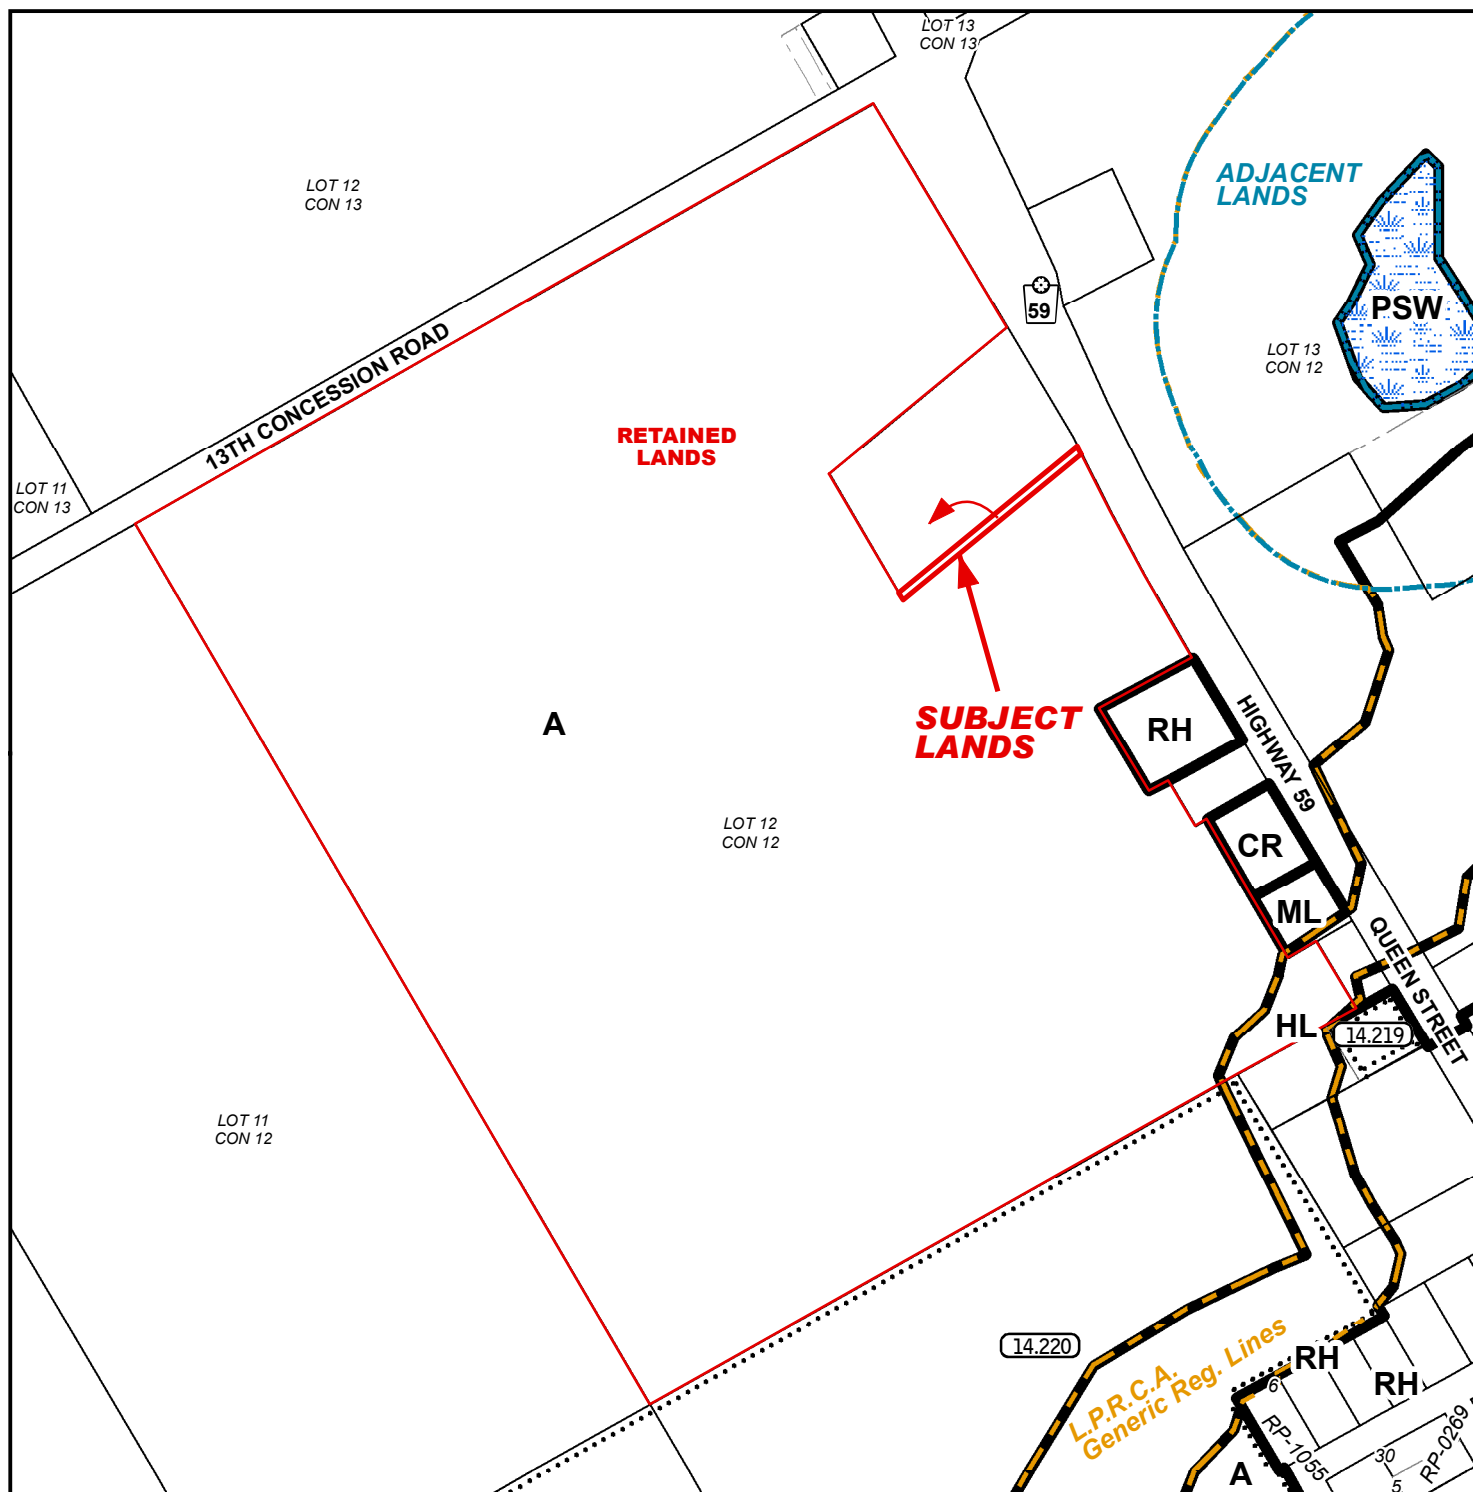 LOT 13
CON 13
LOT 12
CON 13
ADJACENT
LANDS
59
PSW
13TH CONCESSION ROAD
LOT 13
CON 12
RETAINED
LANDS
LOT 11
CON 13
SUBJECT
LANDS
A
RH
HIGHWAY 59
LOT 12
CON 12
CR
ML
QUEEN STREET
HL
14.219
LOT 11
CON 12
14.220
L.P.R.C.A.
Generic Reg. Lines
RH
RH
6
RP-1055
30
RP-0269
A
5